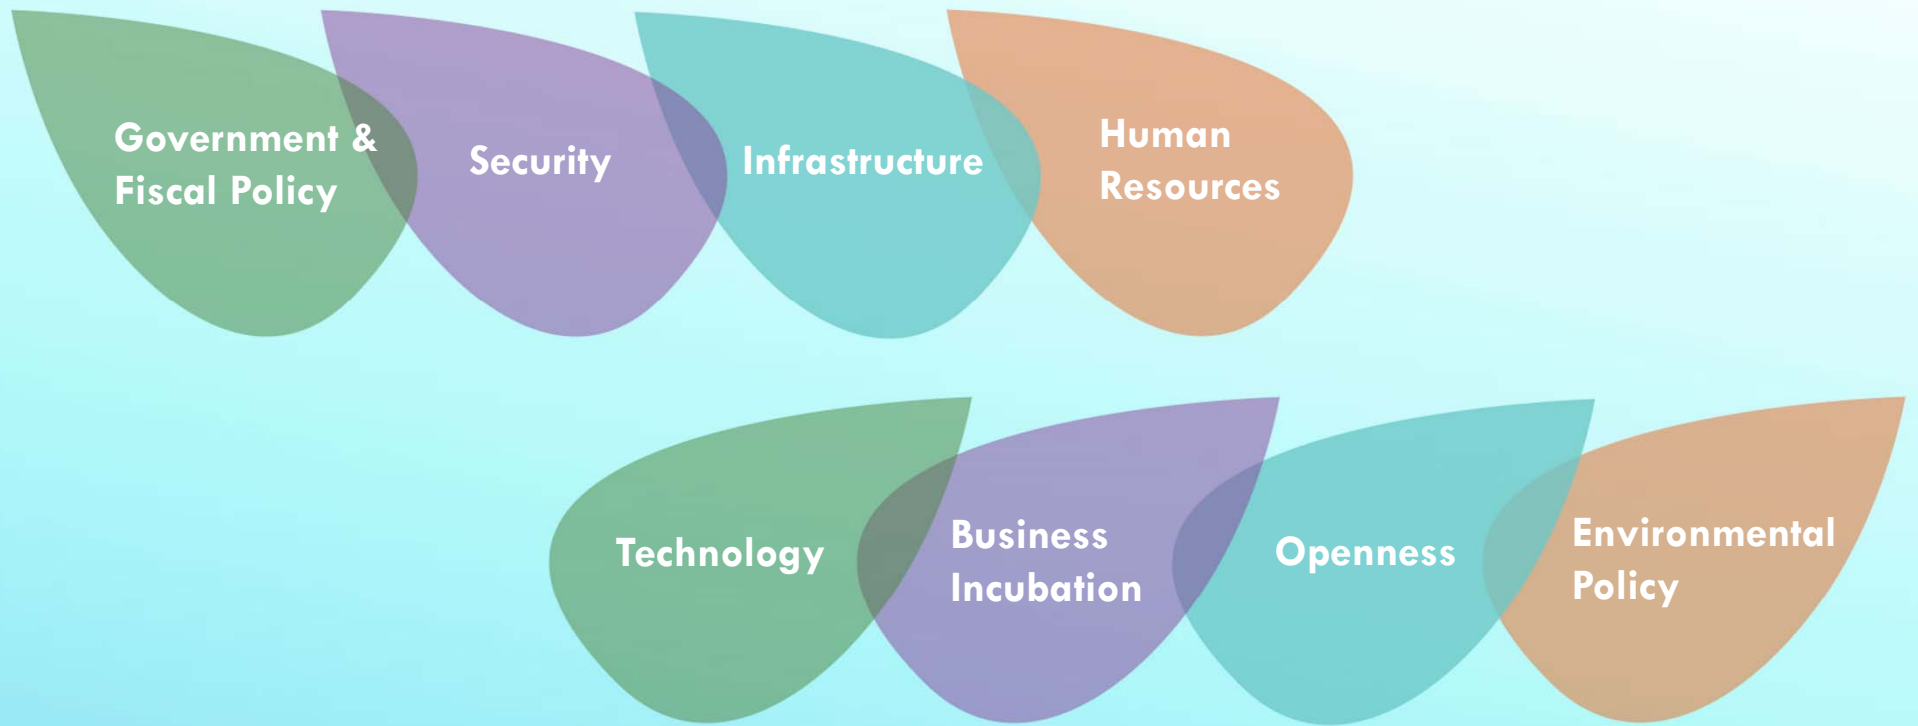 Government &
Fiscal Policy
Security
Infrastructure
Human
Resources
Technology
Business
Incubation
Openness
Environmental
Policy